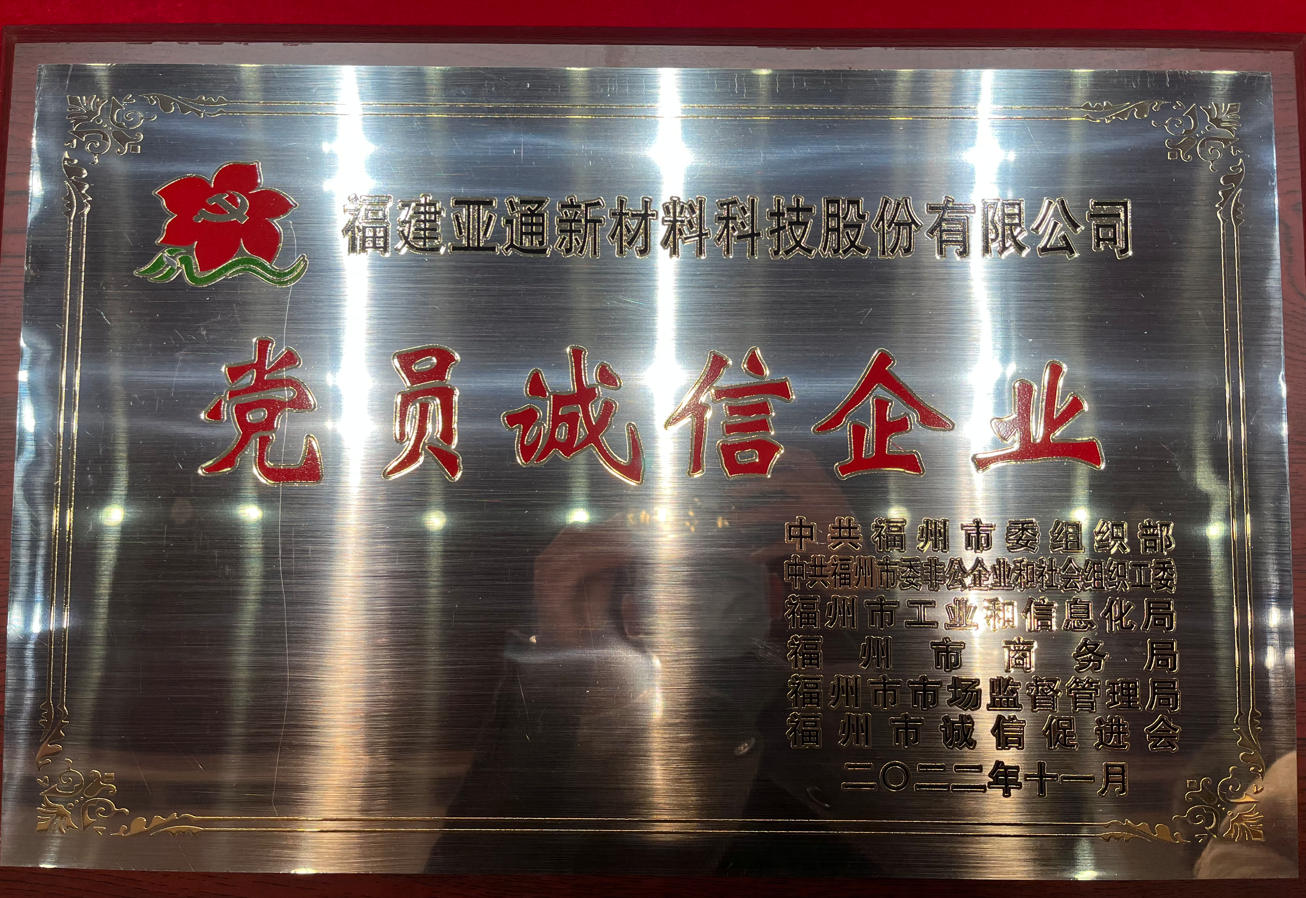 福建亚通新材料科技股份有限公司
党员诚信企业
中共福州市委组织部
中共福州市委非公企业和社会组织工委
福州市工业和信息化局
福州市商务局
福州市市场监督管理局
福州市诚信促进会
二〇二二年十一月